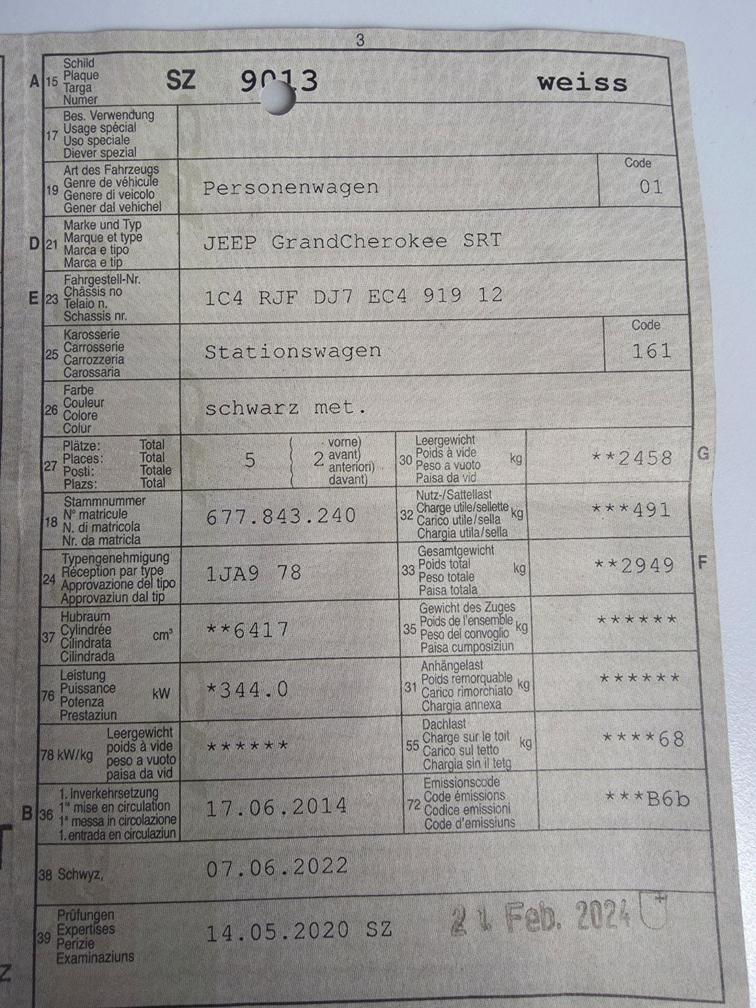 3
A 15 Schild
Plaque
Targa
Numer
SZ 9013 weiss
17 Bes. Verwendung
Usage spécial
Uso speciale
Diever spezial
19 Art des Fahrzeugs
Genre de véhicule
Genere di veicolo
Gener dal vehichel
Personenwagen
Code
01
D 21 Marke und Typ
Marque et type
Marca e tipo
Marca e tip
JEEP GrandCherokee SRT
E 23 Fahrgestell-Nr.
Châssis no
Telaio n.
Schassis nr.
1C4 RJF DJ7 EC4 919 12
25 Karosserie
Carrosserie
Carrozzeria
Carossaria
Stationswagen
Code
161
26 Farbe
Couleur
Colore
Colur
schwarz met.
27 Plätze: Total
Places: Total
Posti: Totale
Plazs: Total
5 ( 2 vorne)
avant)
anteriori)
davant)
30 Leergewicht
Poids à vide
Peso a vuoto
Paisa da vid
kg
**2458 G
18 Stammnummer
N° matricule
N. di matricola
Nr. da matricla
677.843.240
32 Nutz-/Sattellast
Charge utile/sellette
Carico utile/sella
Chargia utila/sella
kg
***491
24 Typengenehmigung
Réception par type
Approvazione del tipo
Approvaziun dal tip
1JA9 78
33 Gesamtgewicht
Poids total
Peso totale
Paisa totala
kg
**2949 F
37 Hubraum
Cylindrée
Cilindrata
Cilindrada
cm³
**6417
35 Gewicht des Zuges
Poids de l'ensemble
Peso del convoglio
Paisa cumposiziun
kg
******
76 Leistung
Puissance
Potenza
Prestaziun
kW
*344.0
31 Anhängelast
Poids remorquable
Carico rimorchiato
Chargia annexa
kg
******
78 kW/kg Leergewicht
poids à vide
peso a vuoto
paisa da vid
******
55 Dachlast
Charge sur le toit
Carico sul tetto
Chargia sin il tetg
kg
****68
B 36 1. Inverkehrsetzung
1re mise en circulation
1a messa in circolazione
1. entrada en circulaziun
17.06.2014
72 Emissionscode
Code émissions
Codice emissioni
Code d'emissiuns
***B6b
38 Schwyz,
07.06.2022
39 Prüfungen
Expertises
Perizie
Examinaziuns
14.05.2020 SZ
21. Feb. 2024